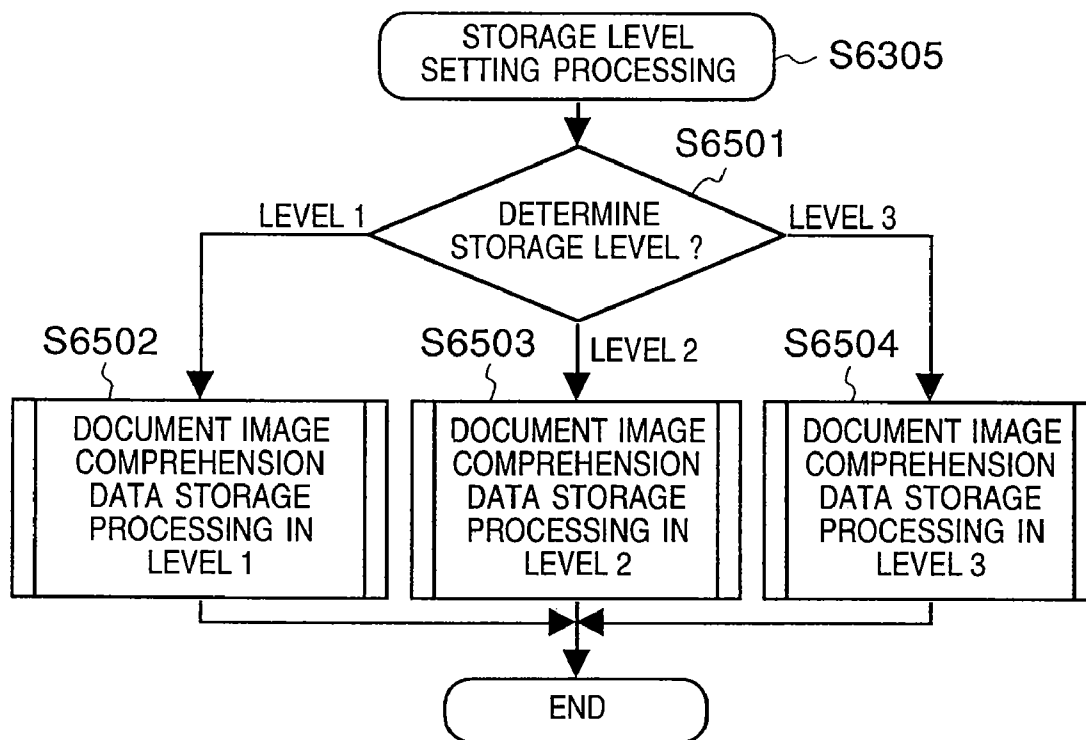 STORAGE LEVEL
SETTING PROCESSING
S6305
S6501
LEVEL 1
DETERMINE
STORAGE LEVEL ?
LEVEL 3
S6502
S6503
LEVEL 2
S6504
DOCUMENT IMAGE
COMPREHENSION
DATA STORAGE
PROCESSING IN
LEVEL 1
DOCUMENT IMAGE
COMPREHENSION
DATA STORAGE
PROCESSING IN
LEVEL 2
DOCUMENT IMAGE
COMPREHENSION
DATA STORAGE
PROCESSING IN
LEVEL 3
END